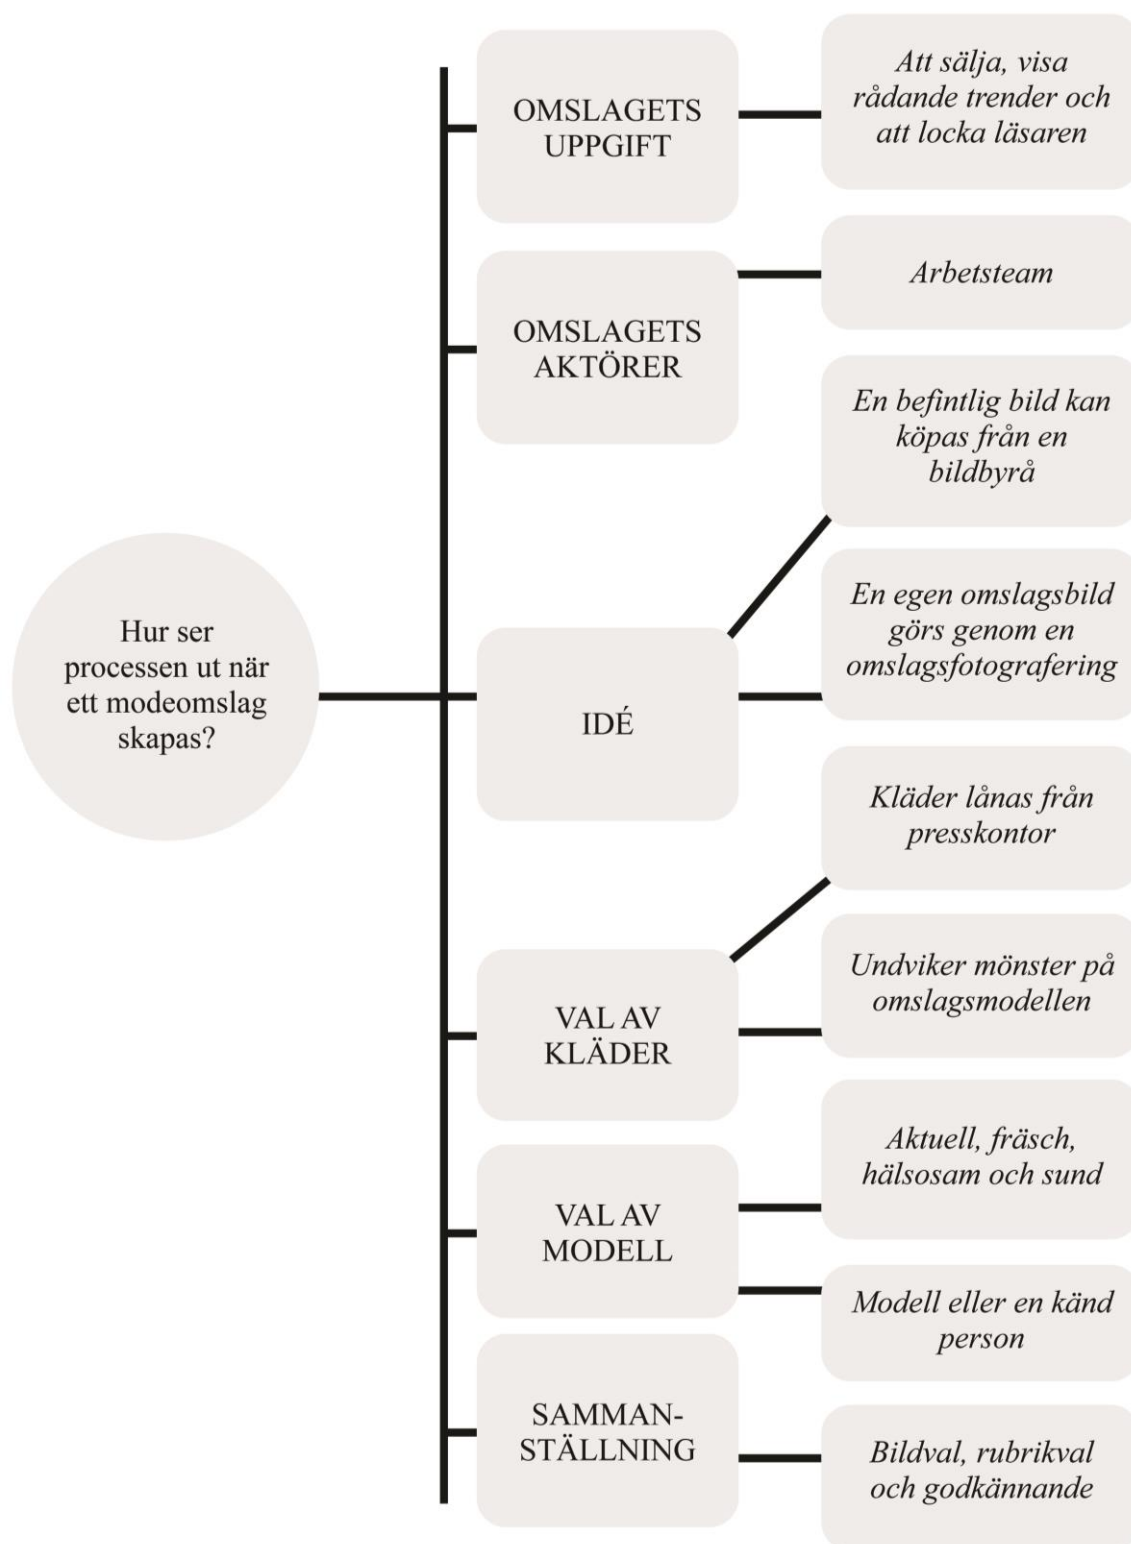 Hur ser
processen ut när
ett modeomslag
skapas?
OMSLAGETS
UPPGIFT
Att sälja, visa
rådande trender och
att locka läsaren
OMSLAGETS
AKTÖRER
Arbetsteam
IDÉ
En befintlig bild kan
köpas från en
bildbyrå
En egen omslagsbild
görs genom en
omslagsfotografering
VAL AV
KLÄDER
Kläder lånas från
presskontor
Undviker mönster på
omslagsmodellen
VAL AV
MODELL
Aktuell, fräsch,
hälsosam och sund
Modell eller en känd
person
SAMMAN-
STÄLLNING
Bildval, rubrikval
och godkännande